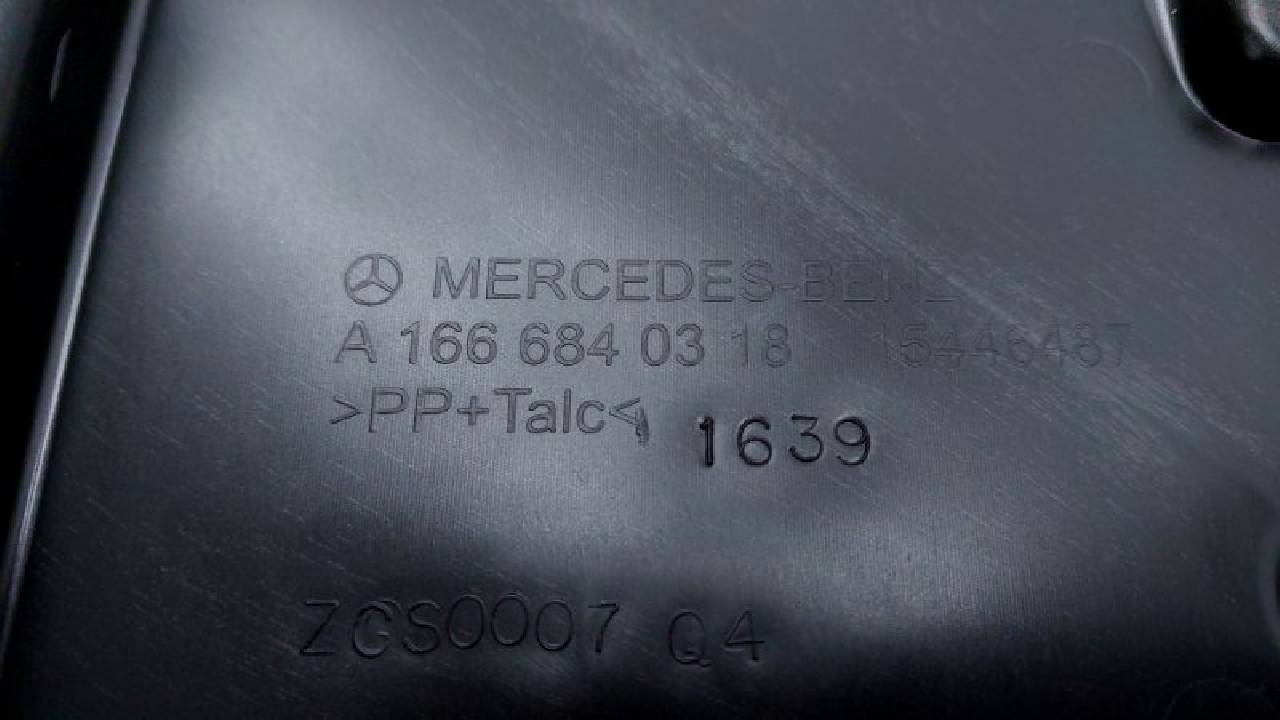 MERCEDES-BENZ
A 166 684 03 18 15446487
>PP+Talc<
1639
ZGS0007 Q4